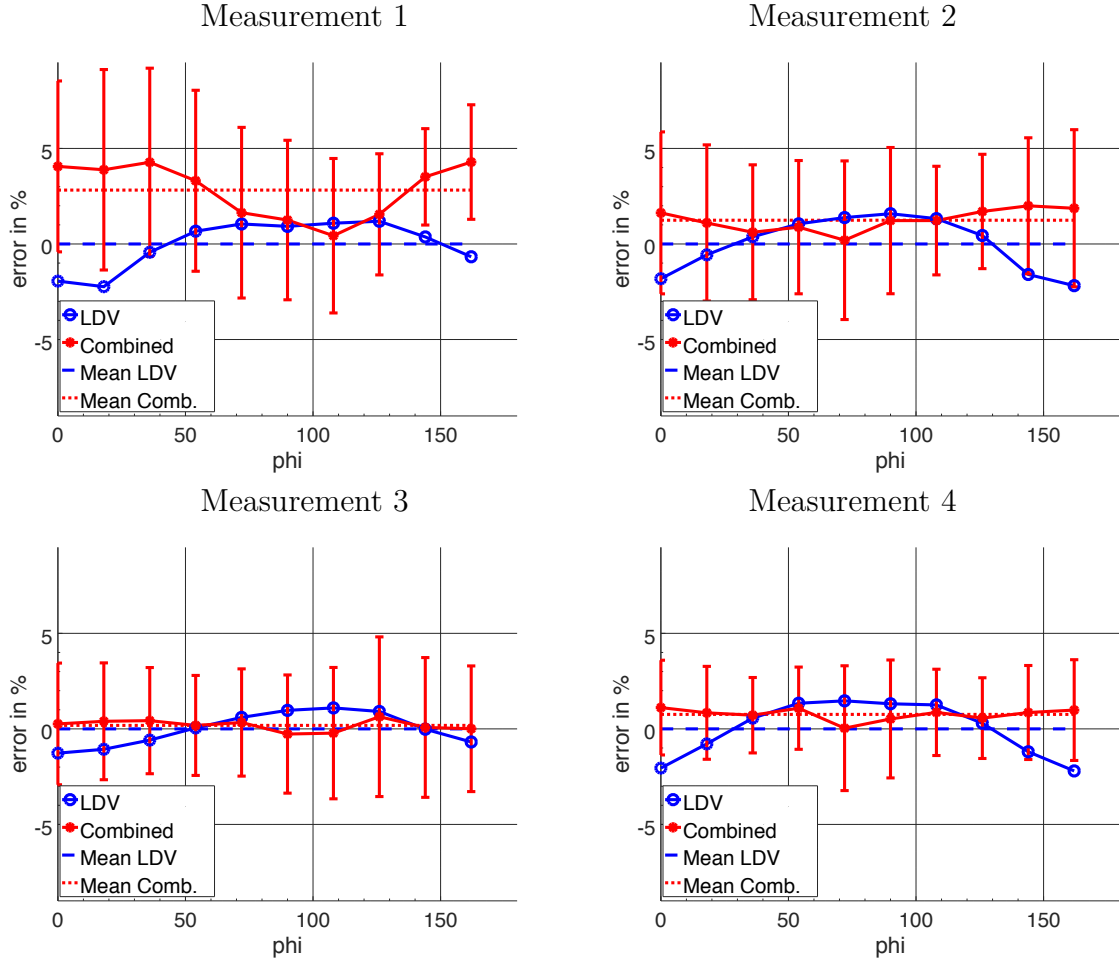 Measurement 1
error in %
5
0
-5
LDV
Combined
Mean LDV
Mean Comb.
0
50
100
150
phi
Measurement 2
error in %
5
0
-5
LDV
Combined
Mean LDV
Mean Comb.
0
50
100
150
phi
Measurement 3
error in %
5
0
-5
LDV
Combined
Mean LDV
Mean Comb.
0
50
100
150
phi
Measurement 4
error in %
5
0
-5
LDV
Combined
Mean LDV
Mean Comb.
0
50
100
150
phi